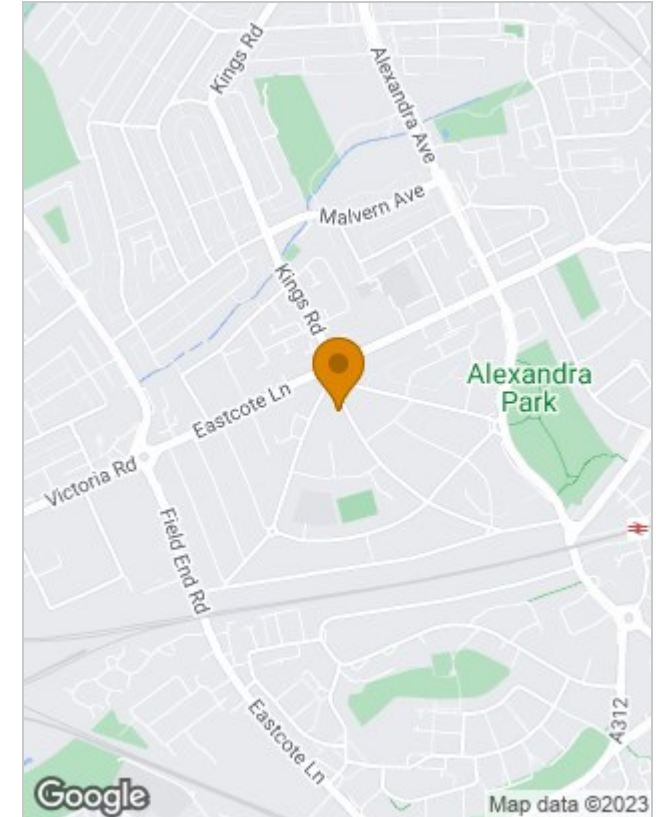 Kings Rd
Alexandra Ave
Malvern Ave
Kings Rd
Alexandra
Park
Eastcote Ln
Victoria Rd
Field End Rd
A312
Eastcote Ln
Google
Map data ©2023